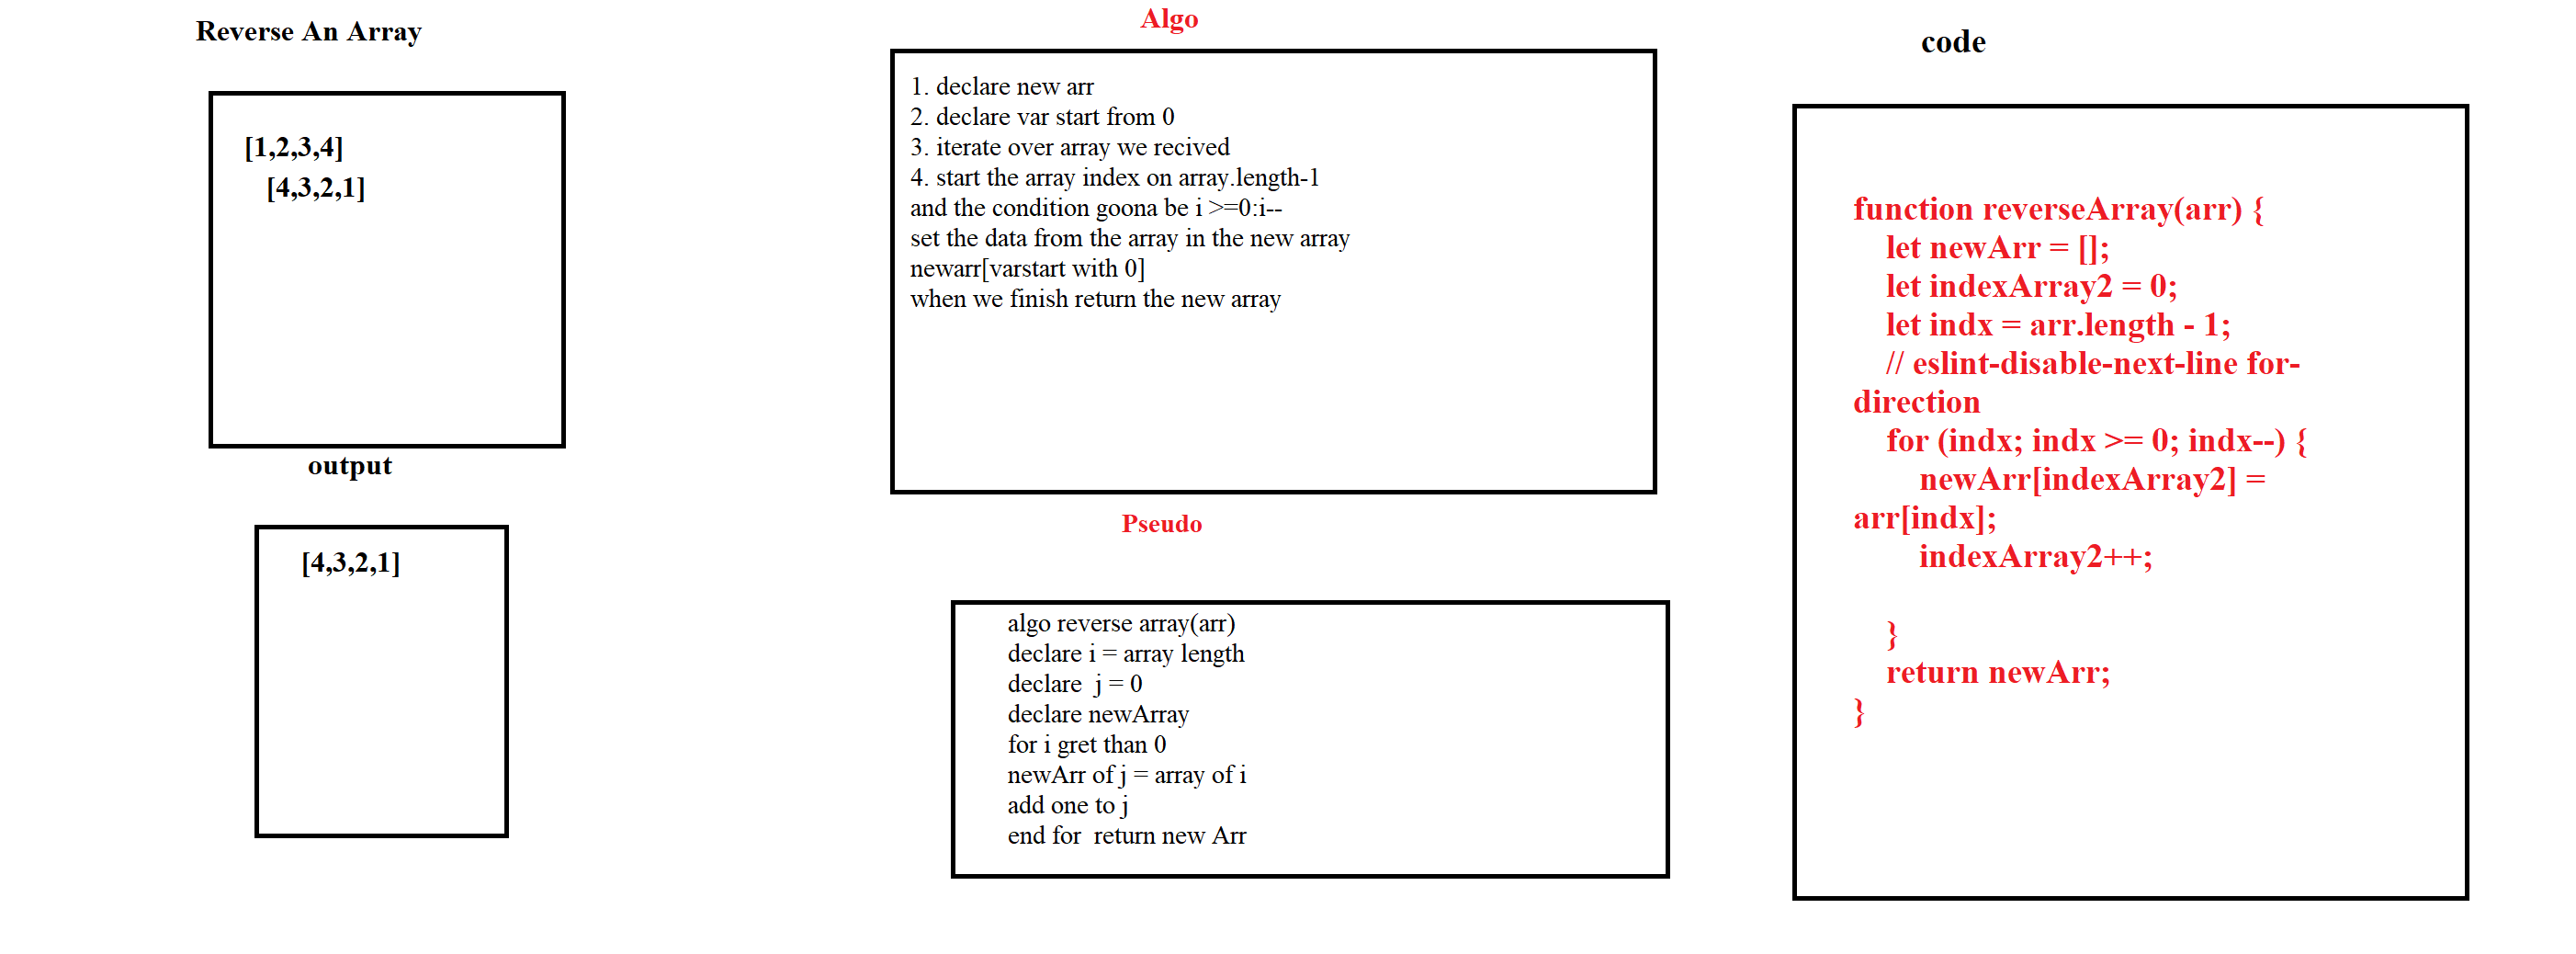 Reverse An Array
[1,2,3,4]
[4,3,2,1]
output
[4,3,2,1]
Algo
1. declare new arr
2. declare var start from 0
3. iterate over array we recived
4. start the array index on array.length-1
and the condition goona be i >=0:i--
set the data from the array in the new array
newarr[varstart with 0]
when we finish return the new array
Pseudo
algo reverse array(arr)
declare i = array length
declare  j = 0
declare newArray
for i gret than 0
newArr of j = array of i
add one to j
end for  return new Arr
code
function reverseArray(arr) {
let newArr = [];
let indexArray2 = 0;
let indx = arr.length - 1;
// eslint-disable-next-line for-
direction
for (indx; indx >= 0; indx--) {
newArr[indexArray2] =
arr[indx];
indexArray2++;
}
return newArr;
}